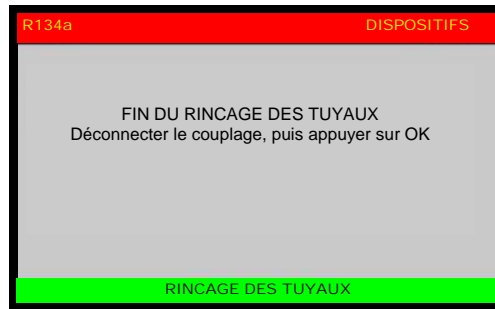 R134a DISPOSITIFS
FIN DU RINCAGE DES TUYAUX
Déconnecter le couplage, puis appuyer sur OK
RINCAGE DES TUYAUX